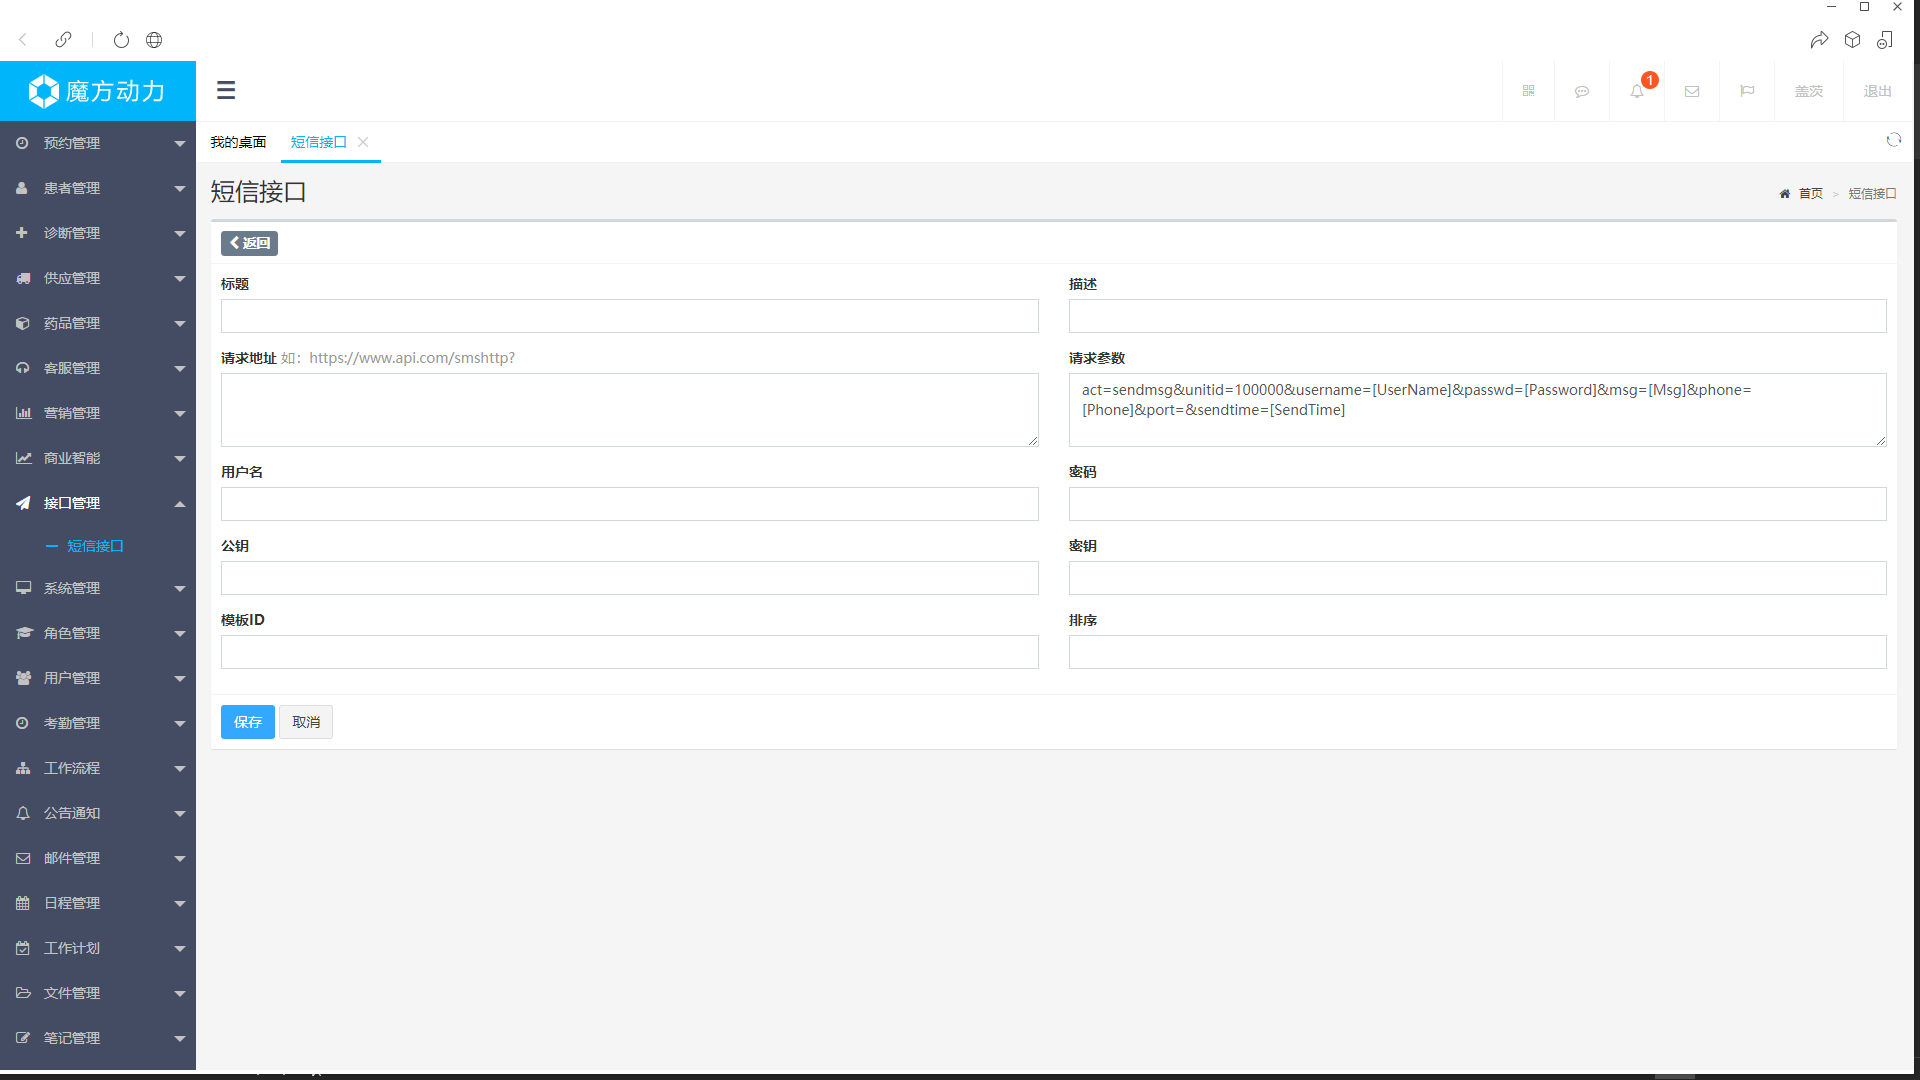 魔方动力
1
盖茨
退出
预约管理
患者管理
诊断管理
供应管理
药品管理
客服管理
营销管理
商业智能
接口管理
短信接口
系统管理
角色管理
用户管理
考勤管理
工作流程
公告通知
邮件管理
日程管理
工作计划
文件管理
笔记管理
我的桌面
短信接口
短信接口
首页 > 短信接口
返回
标题
描述
请求地址 如：https://www.api.com/smshttp?
请求参数
act=sendmsg&unitid=100000&username=[UserName]&passwd=[Password]&msg=[Msg]&phone=
[Phone]&port=&sendtime=[SendTime]
用户名
密码
公钥
密钥
模板ID
排序
保存
取消